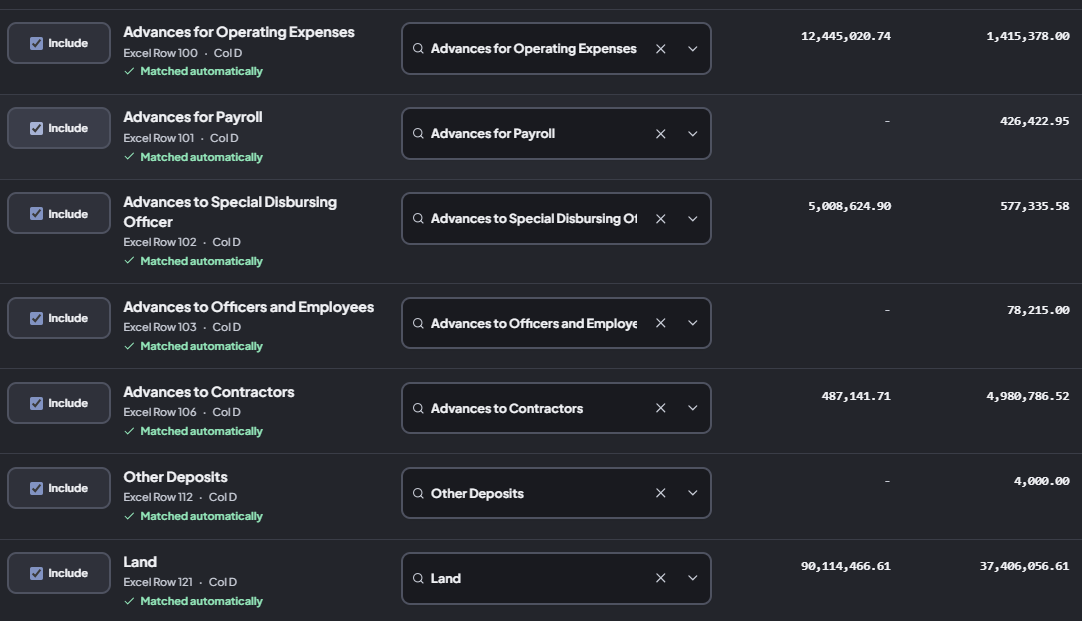 Include
Advances for Operating Expenses
Excel Row 100 · Col D
✓ Matched automatically
Advances for Operating Expenses
12,445,020.74
1,415,378.00
Include
Advances for Payroll
Excel Row 101 · Col D
✓ Matched automatically
Advances for Payroll
-
426,422.95
Include
Advances to Special Disbursing
Officer
Excel Row 102 · Col D
✓ Matched automatically
Advances to Special Disbursing Of
5,008,624.90
577,335.58
Include
Advances to Officers and Employees
Excel Row 103 · Col D
✓ Matched automatically
Advances to Officers and Employe
-
78,215.00
Include
Advances to Contractors
Excel Row 106 · Col D
✓ Matched automatically
Advances to Contractors
487,141.71
4,980,786.52
Include
Other Deposits
Excel Row 112 · Col D
✓ Matched automatically
Other Deposits
-
4,000.00
Include
Land
Excel Row 121 · Col D
✓ Matched automatically
Land
90,114,466.61
37,406,056.61